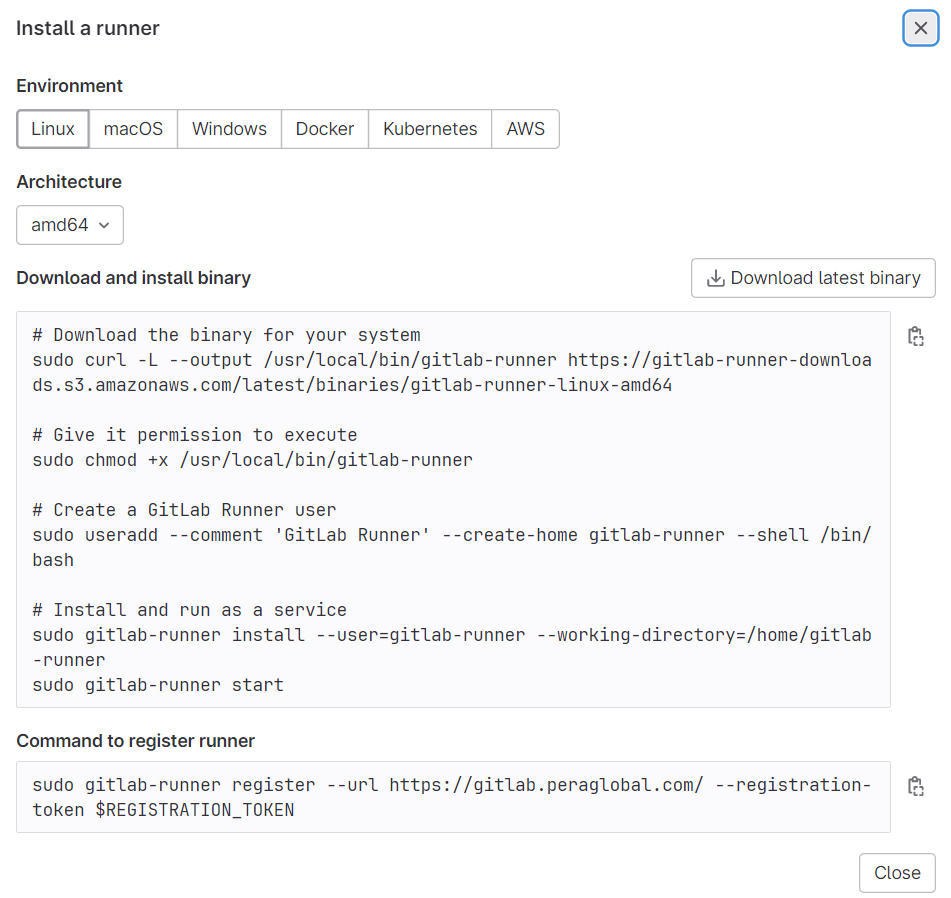 Install a runner
Environment
Linux
macOS
Windows
Docker
Kubernetes
AWS
Architecture
amd64
Download and install binary
Download latest binary
# Download the binary for your system
sudo curl -L --output /usr/local/bin/gitlab-runner https://gitlab-runner-downloa
ds.s3.amazonaws.com/latest/binaries/gitlab-runner-linux-amd64
# Give it permission to execute
sudo chmod +x /usr/local/bin/gitlab-runner
# Create a GitLab Runner user
sudo useradd --comment 'GitLab Runner' --create-home gitlab-runner --shell /bin/
bash
# Install and run as a service
sudo gitlab-runner install --user=gitlab-runner --working-directory=/home/gitlab
-runner
sudo gitlab-runner start
Command to register runner
sudo gitlab-runner register --url https://gitlab.peraglobal.com/ --registration-
token $REGISTRATION_TOKEN
Close